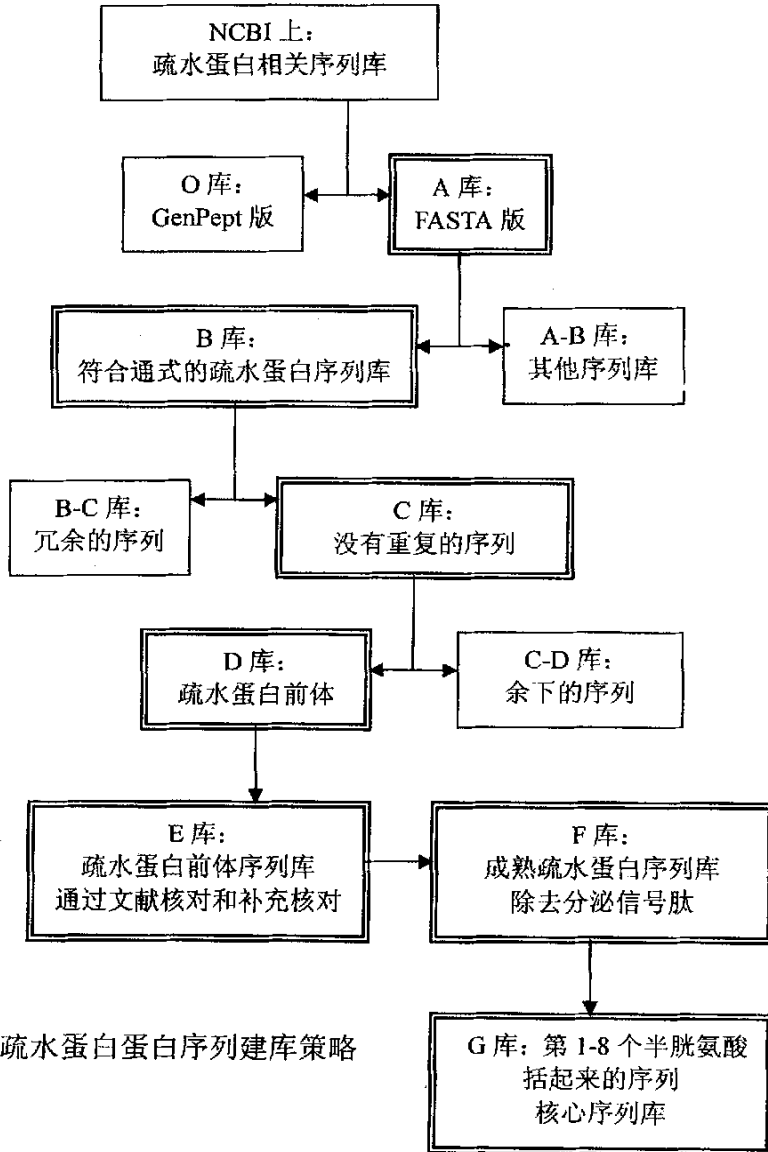 NCBI 上：
疏水蛋白相关序列库
O 库：
GenPept 版
A 库：
FASTA 版
B 库：
符合通式的疏水蛋白序列库
A-B 库：
其他序列库
B-C 库：
冗余的序列
C 库：
没有重复的序列
D 库：
疏水蛋白前体
C-D 库：
余下的序列
E 库：
疏水蛋白前体序列库
通过文献核对和补充核对
F 库：
成熟疏水蛋白序列库
除去分泌信号肽
G 库：第 1-8 个半胱氨酸
括起来的序列
核心序列库
疏水蛋白蛋白序列建库策略